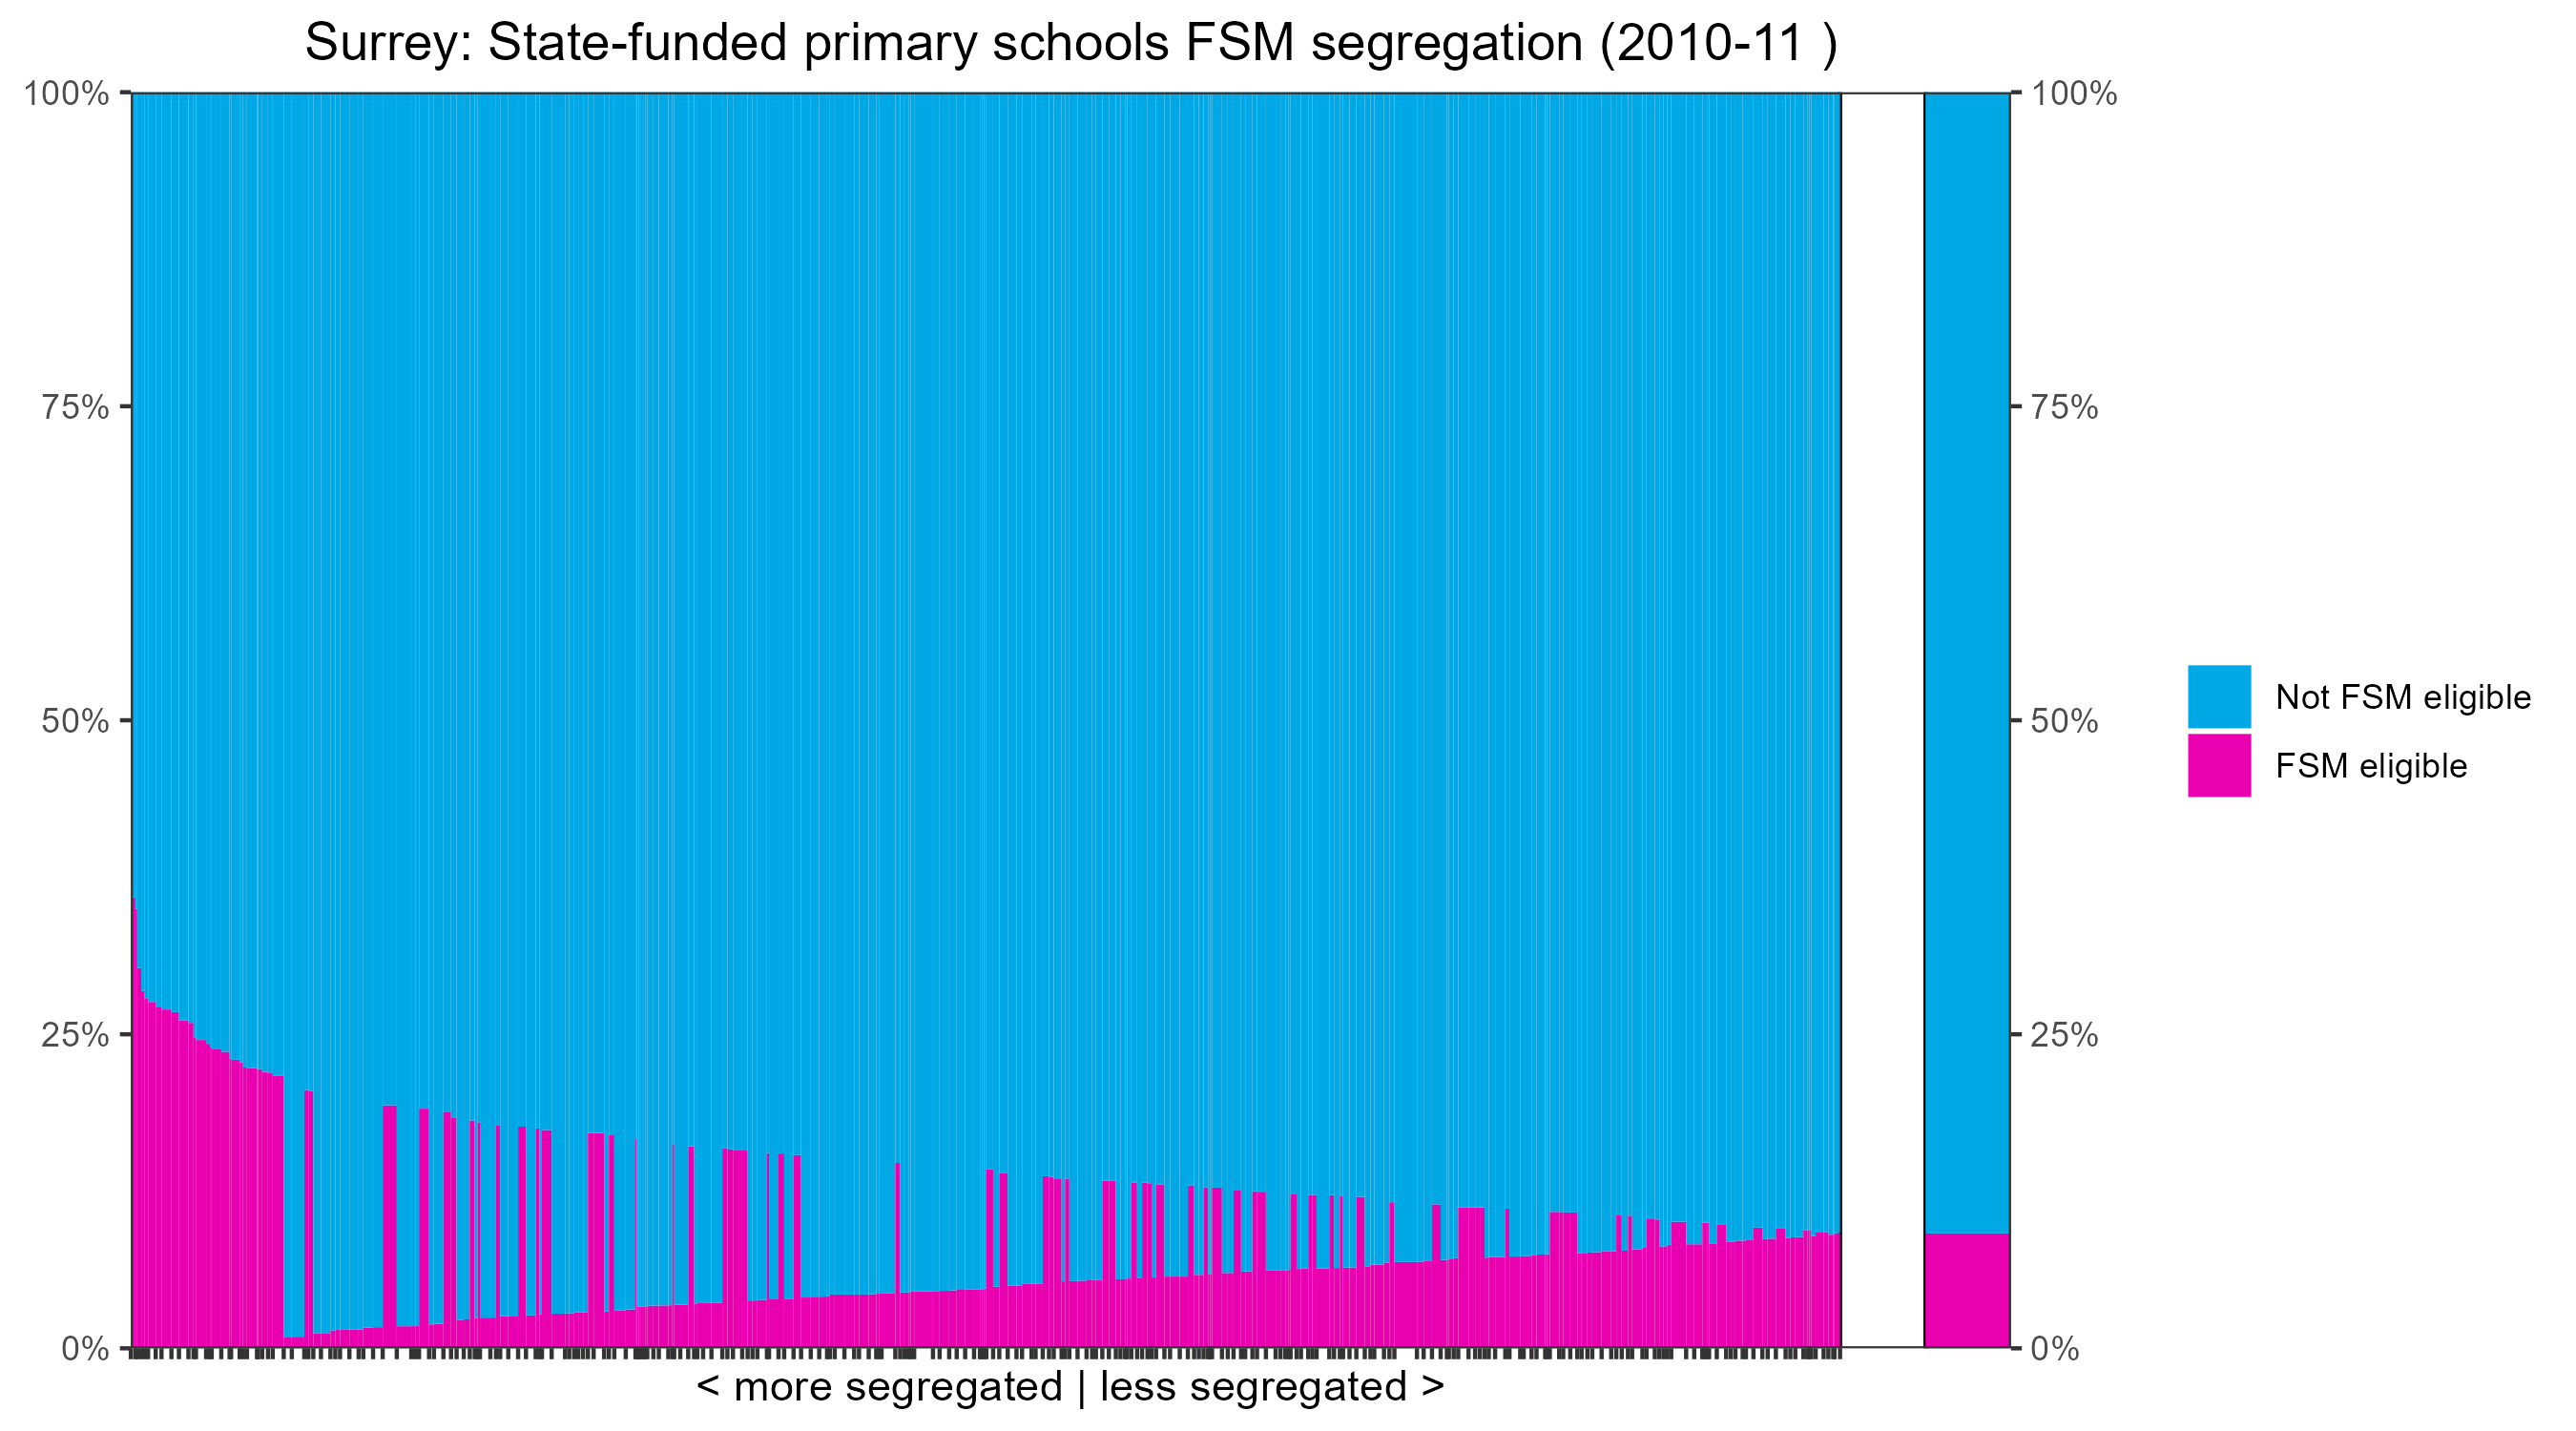 Surrey: State-funded primary schools FSM segregation (2010-11 )
100%
75%
50%
25%
0%
100%
75%
50%
25%
0%
Not FSM eligible
FSM eligible
< more segregated | less segregated >